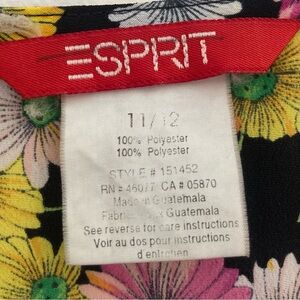 ESPRIT
11/12
100% Polyester
100% Polyester
STYLE # 151452
RN # 46077 CA # 05870
Made in Guatemala
Fabric Guatemala
See reverse for care instructions
Voir au dos pour instructions
d'entretien